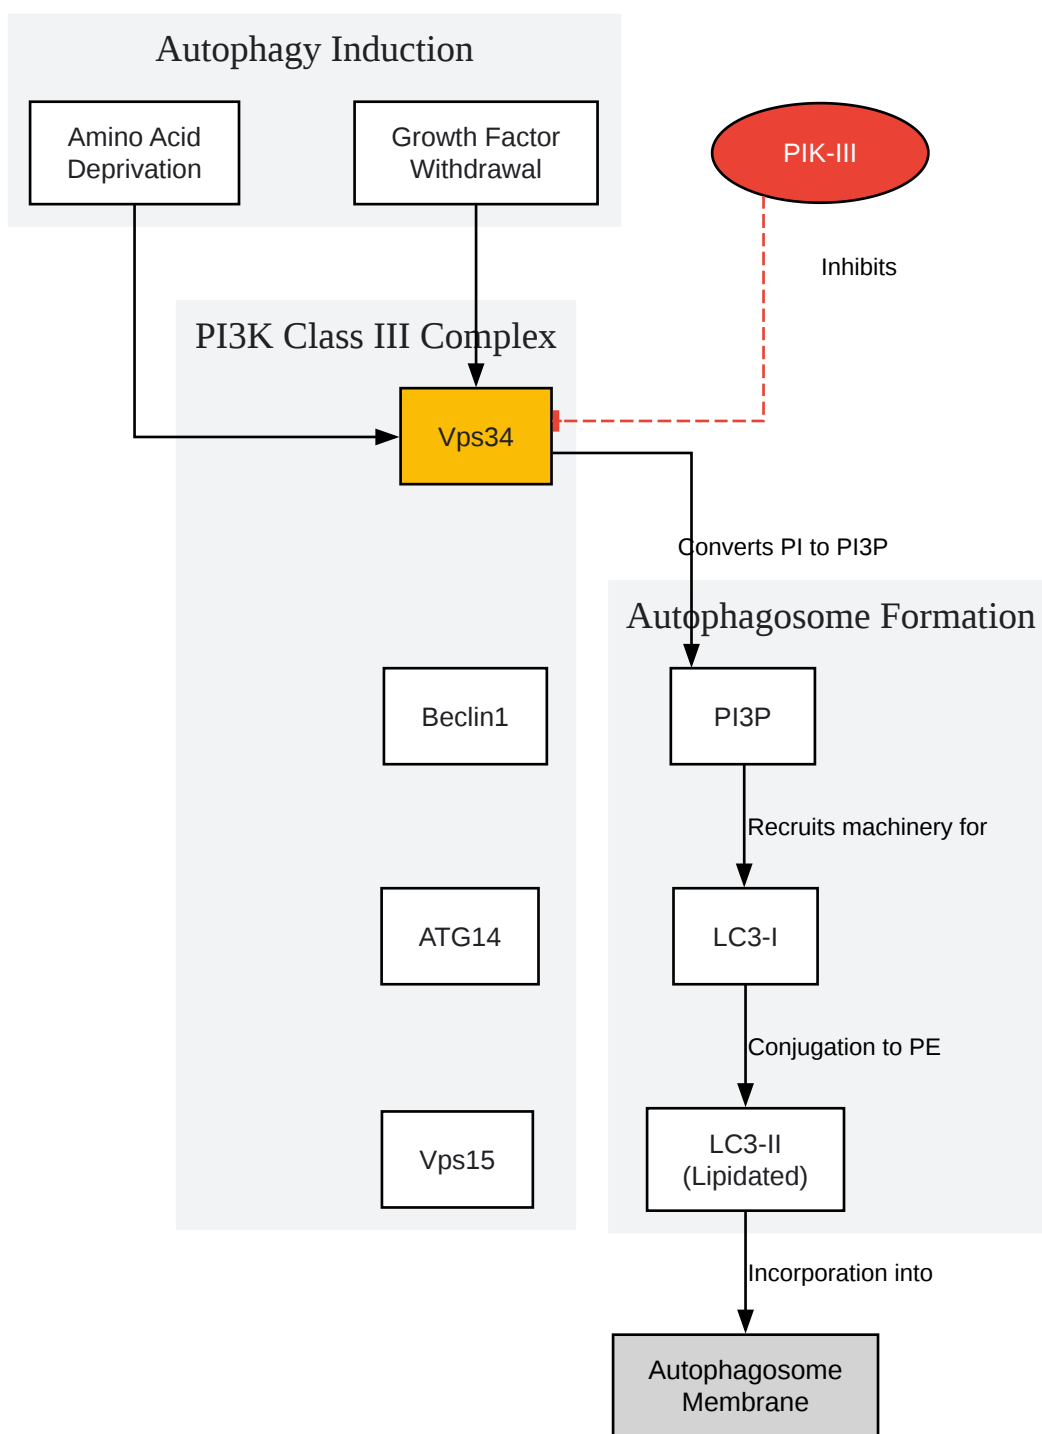 Autophagy Induction
Amino Acid
Deprivation
Growth Factor
Withdrawal
PIK-III
Inhibits
PI3K Class III Complex
Vps34
Converts PI to PI3P
Autophagosome Formation
Beclin1
PI3P
Recruits machinery for
ATG14
LC3-I
Conjugation to PE
Vps15
LC3-II
(Lipidated)
Incorporation into
Autophagosome
Membrane